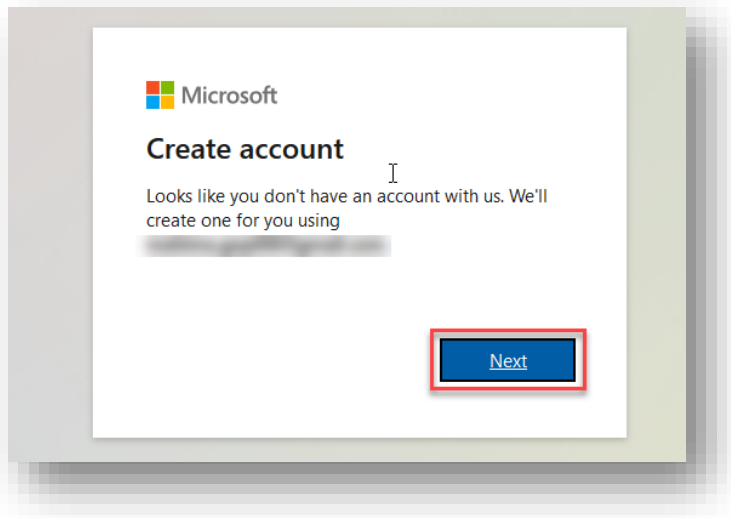 Microsoft
Create account
Looks like you don't have an account with us. We'll
create one for you using
Next